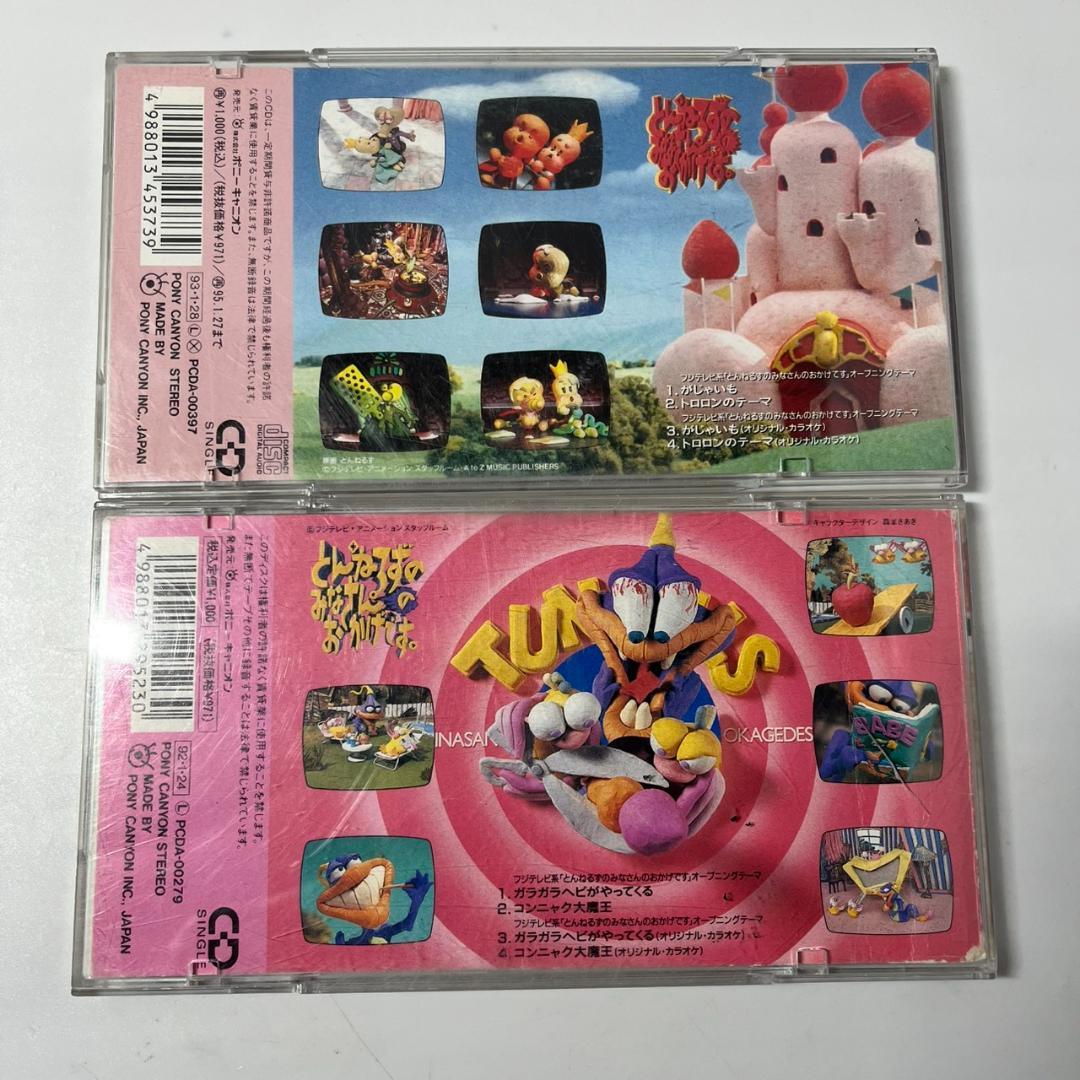 このCDは、一定期間貸与非許諾商品ですが、この期間経過後も権利者の許諾
なく賃貸業に使用することを禁じます。また、無断録音は法律で禁じられています。
発売元 株式会社 ポニーキャニオン
¥1,000(税込)/(税抜価格¥971)/ 95.1.27まで
4 988013 453739
93・1・28 L X PCDA-00397
PONY CANYON STEREO
MADE BY
PONY CANYON INC., JAPAN
CD
SINGLE
COMPACT
disc
DIGITAL AUDIO
とんねるずの
みなさんの
おかげです。
フジテレビ系「とんねるずのみなさんのおかげです」オープニングテーマ
1. がじゃいも
2. トロロンのテーマ
フジテレビ系「とんねるずのみなさんのおかげです」オープニングテーマ
3. がじゃいも(オリジナル・カラオケ)
4. トロロンのテーマ(オリジナル・カラオケ)
映画 とんねるず
©フジテレビ・アニメーション スタッフルーム・A to Z MUSIC PUBLISHERS
このディスクは権利者の許諾なく賃貸業に使用することを禁じます。
また無断でテープその他に録音することは法律で禁じられています。
発売元 株式会社 ポニーキャニオン
税込定価¥1,000 (税抜価格¥971)
92・1・24 L PCDA-00279
PONY CANYON STEREO
MADE BY
PONY CANYON INC., JAPAN
CD
SINGLE
フジテレビ・アニメーション スタッフルーム
キャラクターデザイン
とんねるずの
みなさんの
おかげです。
TUN S
INASAN
OKAGEDES
BABE
フジテレビ系「とんねるずのみなさんのおかげです」オープニングテーマ
1. ガラガラヘビがやってくる
2. コンニャク大魔王
フジテレビ系「とんねるずのみなさんのおかげです」オープニングテーマ
3. ガラガラヘビがやってくる(オリジナル・カラオケ)
4. コンニャク大魔王(オリジナル・カラオケ)